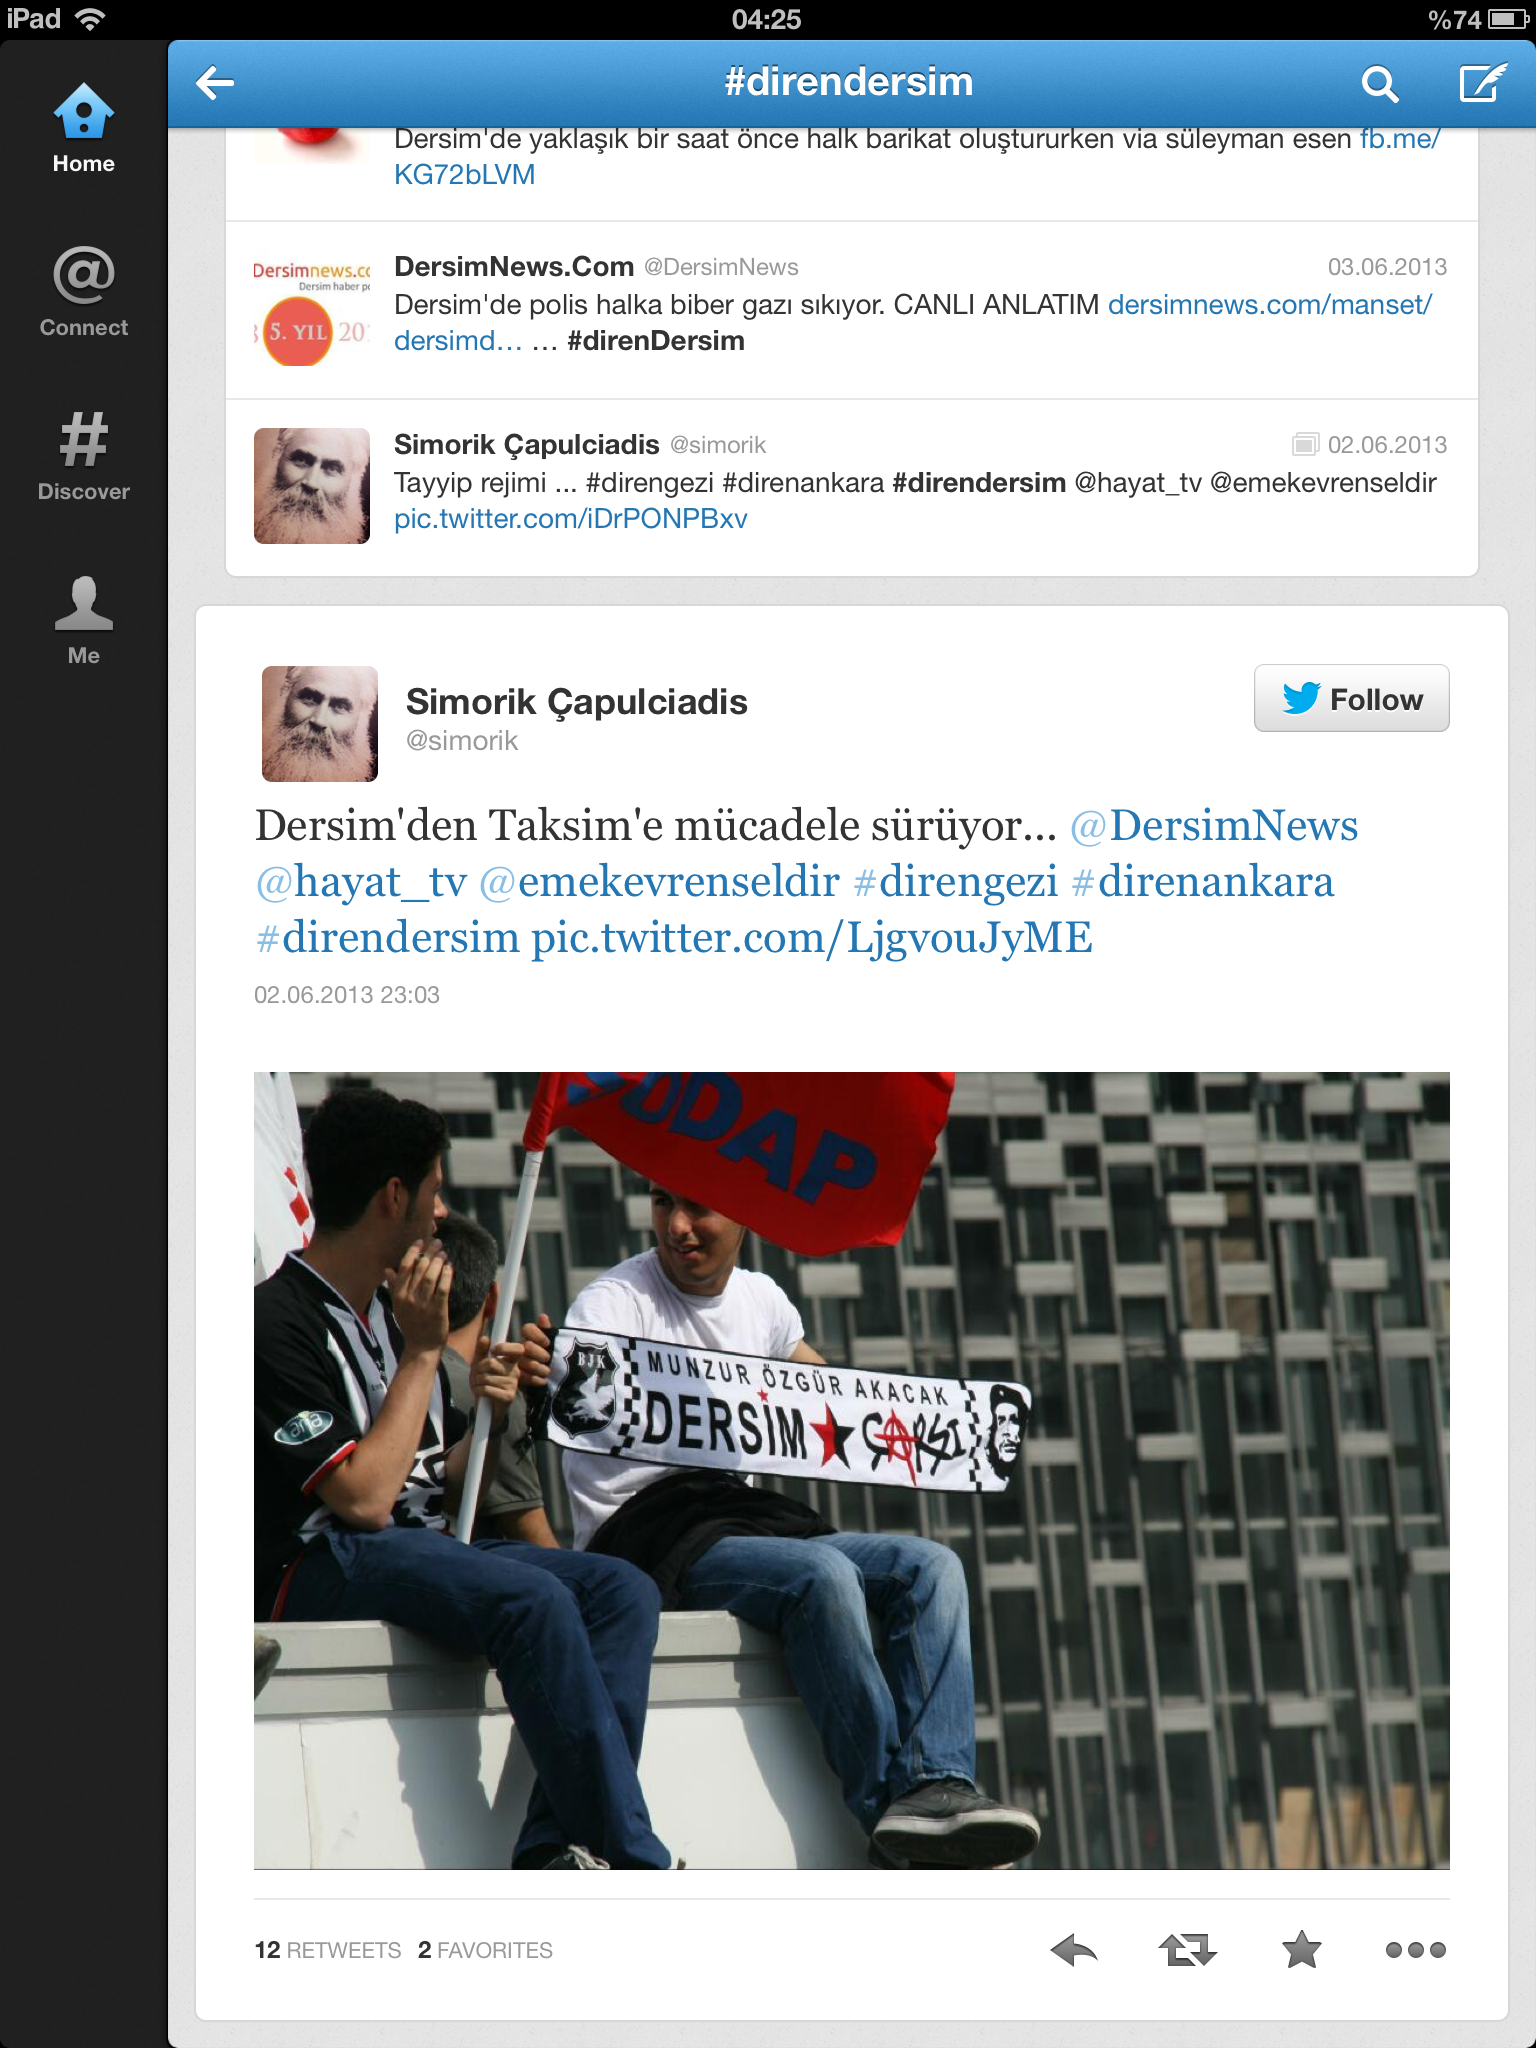 iPad 04:25 %74
#direndersim
Home
Connect
Discover
Me
Dersim'de yaklaşık bir saat önce halk barikat oluştururken via süleyman esen fb.me/
KG72bLVM
Dersimnews.cc
Dersim haber p
5. YIL 20
DersimNews.Com @DersimNews 03.06.2013
Dersim'de polis halka biber gazı sıkıyor. CANLI ANLATIM dersimnews.com/manset/
dersimd… … #direnDersim
Simorik Çapulciadis @simorik 02.06.2013
Tayyip rejimi ... #direngezi #direnankara #direndersim @hayat_tv @emekevrenseldir
pic.twitter.com/iDrPONPBxv
Simorik Çapulciadis
@simorik
Follow
Dersim'den Taksim'e mücadele sürüyor... @DersimNews
@hayat_tv @emekevrenseldir #direngezi #direnankara
#direndersim pic.twitter.com/LjgvouJyME
02.06.2013 23:03
SODAP
BJK
MUNZUR ÖZGÜR AKACAK
DERSİM ÇARŞI
aria
12 RETWEETS 2 FAVORITES